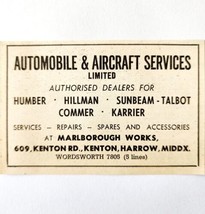 AUTOMOBILE & AIRCRAFT SERVICES
LIMITED
AUTHORISED DEALERS FOR
HUMBER · HILLMAN · SUNBEAM-TALBOT
COMMER · KARRIER
SERVICES — REPAIRS — SPARES AND ACCESSORIES
AT MARLBOROUGH WORKS,
609, KENTON RD., KENTON, HARROW, MIDDX.
WORDSWORTH 7805 (5 lines)